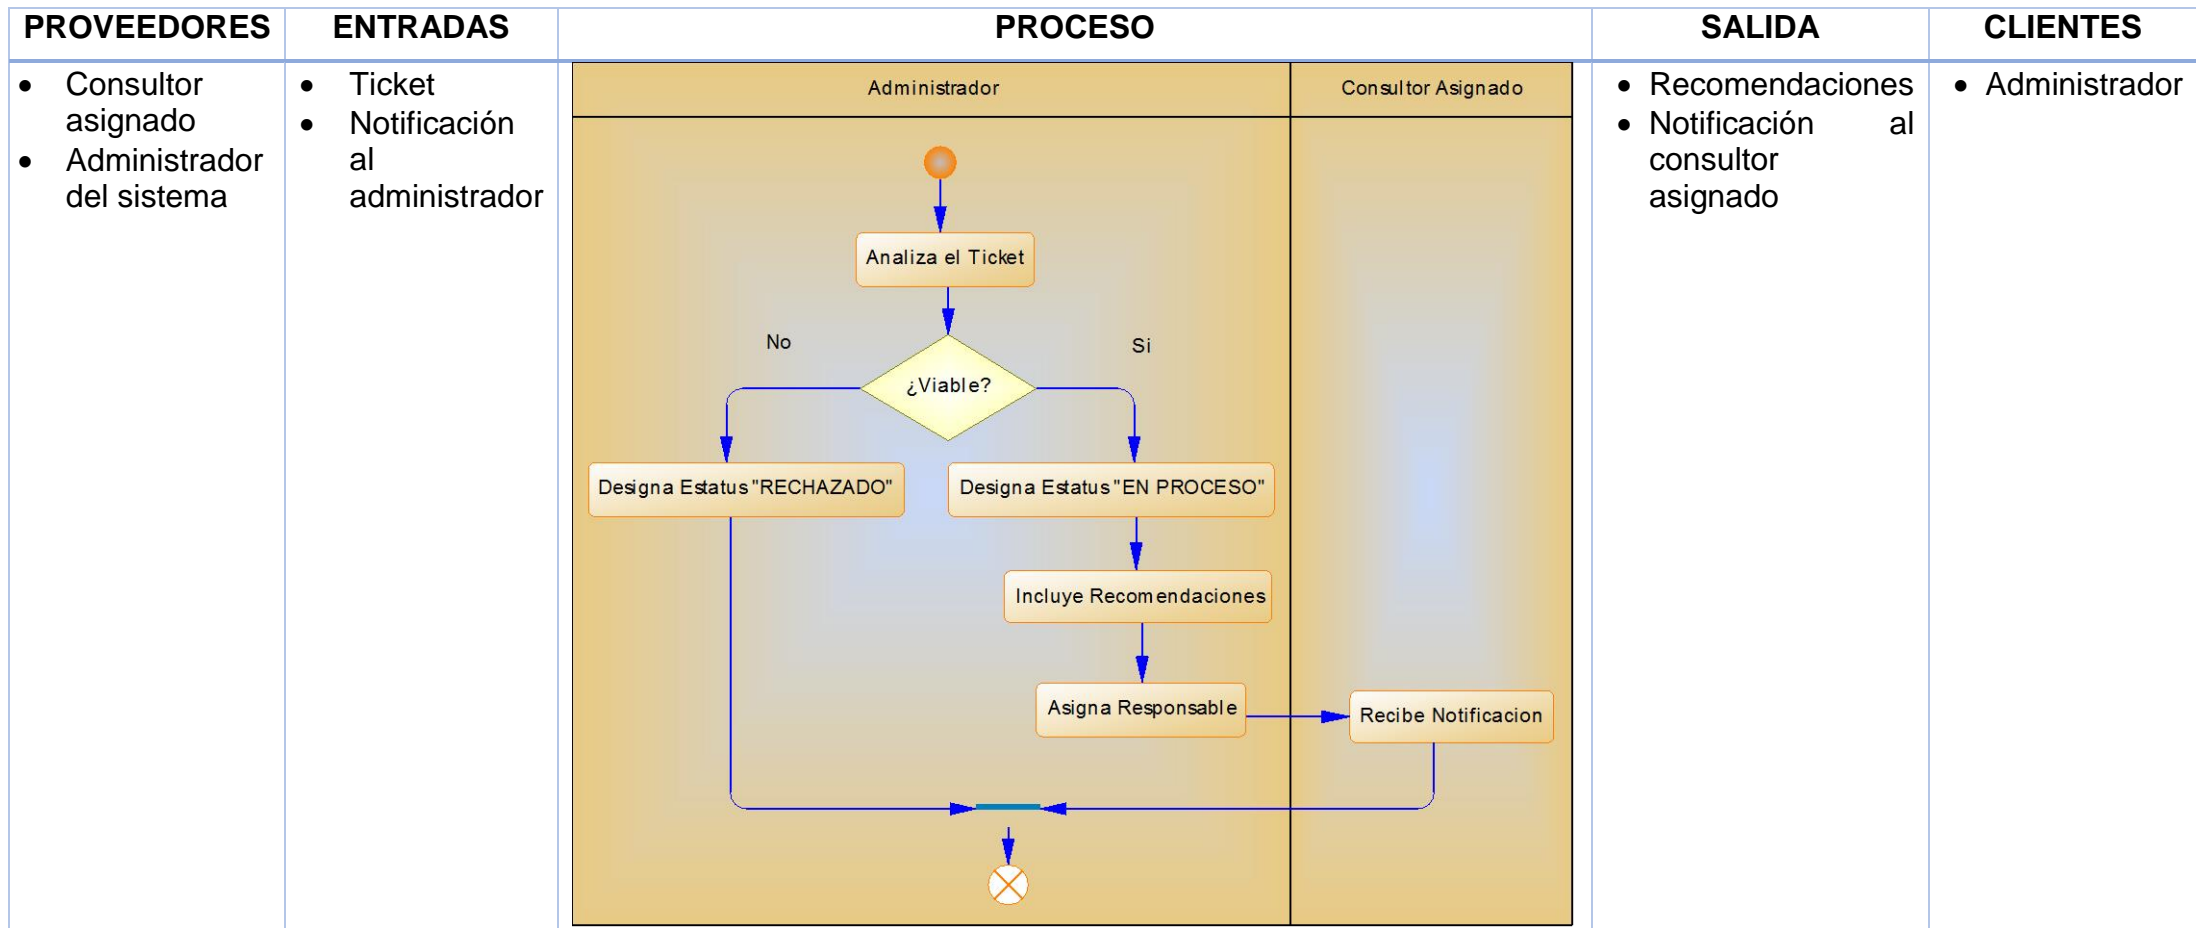 PROVEEDORES
ENTRADAS
PROCESO
SALIDA
CLIENTES
• Consultor
asignado
• Administrador
del sistema
• Ticket
• Notificación
al
administrador
Administrador
Consultor Asignado
Analiza el Ticket
No
Si
¿Viable?
Designa Estatus "RECHAZADO"
Designa Estatus "EN PROCESO"
Incluye Recomendaciones
Asigna Responsable
Recibe Notificacion
• Recomendaciones
• Notificación al
consultor
asignado
• Administrador